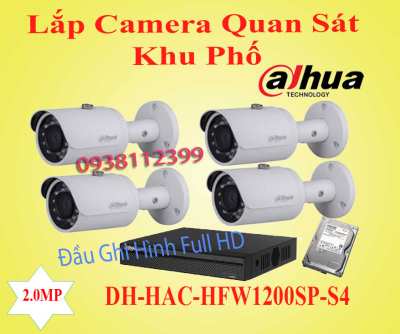 Lắp Camera Quan Sát
Khu Phố
alhua
TECHNOLOGY
0938112399
Đầu Ghi Hình Full HD
2.0MP
DH-HAC-HFW1200SP-S4